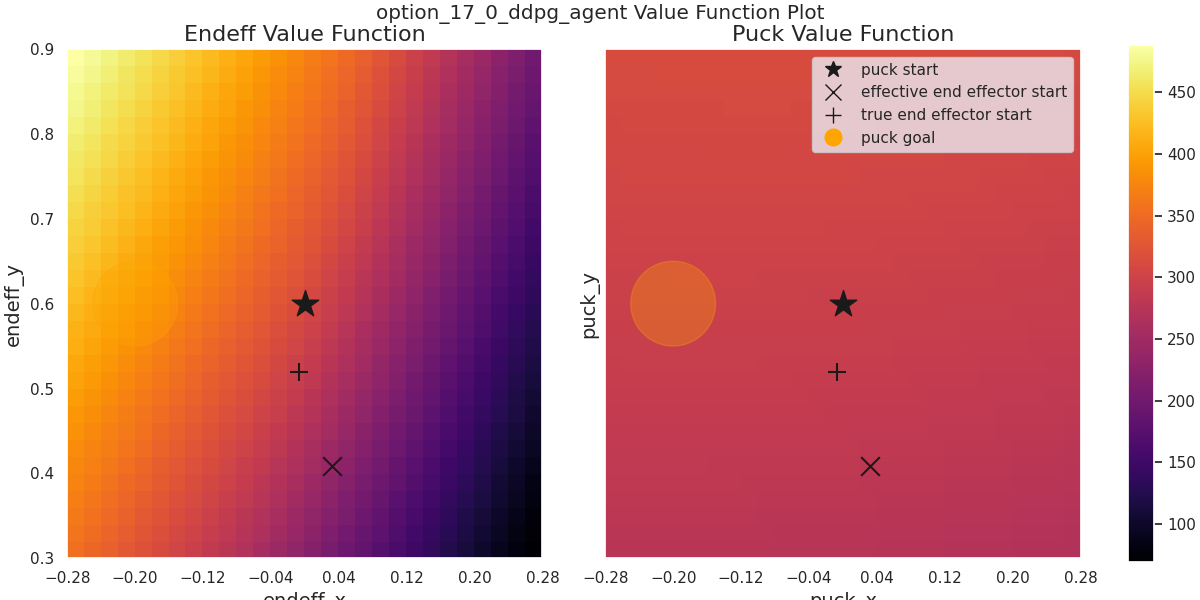 option_17_0_ddpg_agent Value Function Plot
Endeff Value Function
Puck Value Function
0.9
0.8
0.7
0.6
0.5
0.4
0.3
endeff_y
−0.28 −0.20 −0.12 −0.04 0.04 0.12 0.20 0.28
endeff_x
puck_y
puck start
effective end effector start
true end effector start
puck goal
−0.28 −0.20 −0.12 −0.04 0.04 0.12 0.20 0.28
puck_x
450
400
350
300
250
200
150
100